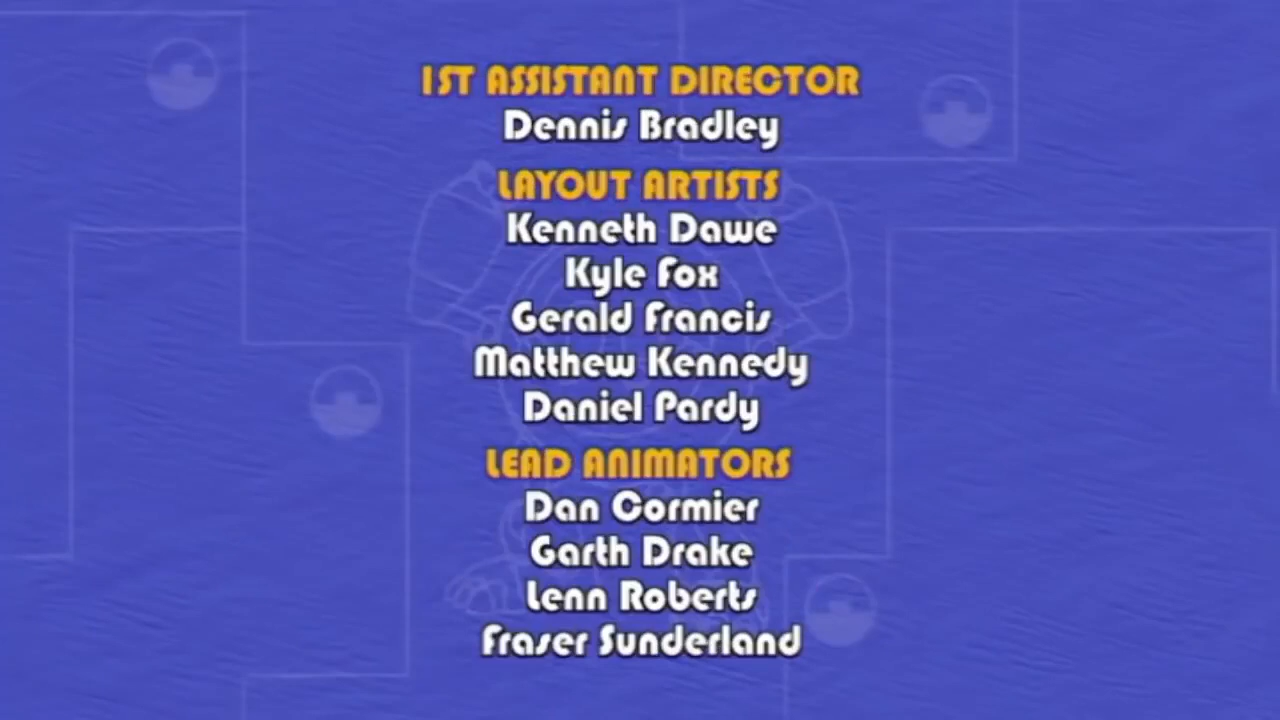 1ST ASSISTANT DIRECTOR
Dennis Bradley
LAYOUT ARTISTS
Kenneth Dawe
Kyle Fox
Gerald Francis
Matthew Kennedy
Daniel Pardy
LEAD ANIMATORS
Dan Cormier
Garth Drake
Lenn Roberts
Fraser Sunderland